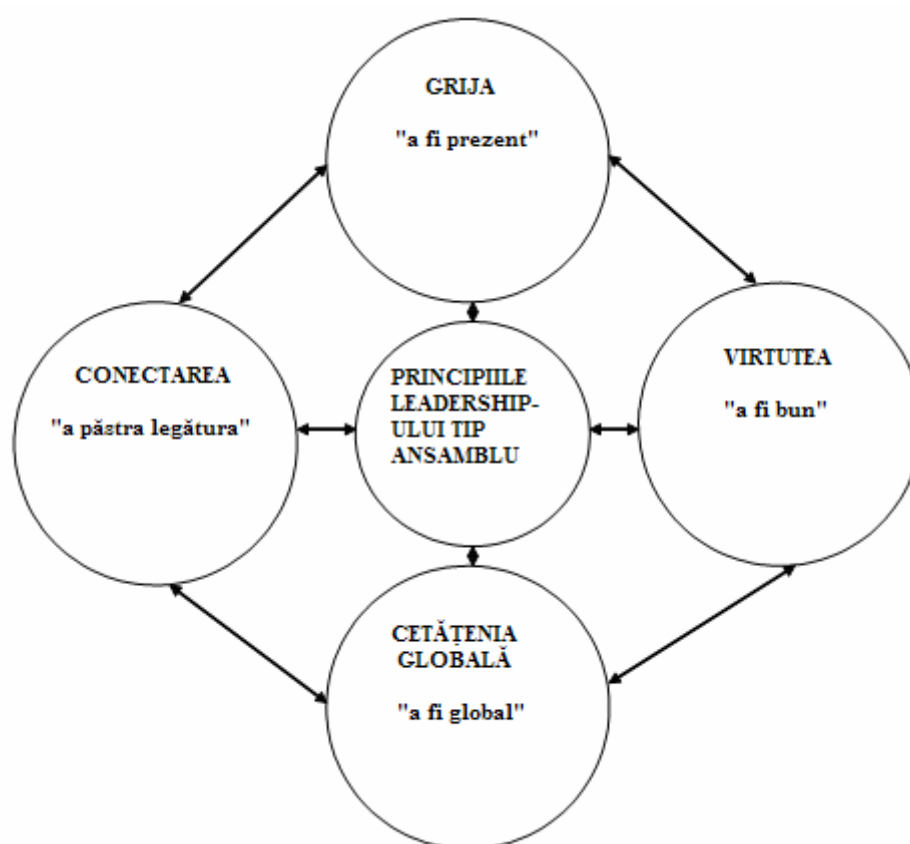 GRIJA
"a fi prezent"
CONECTAREA
"a păstra legătura"
PRINCIPIILE
LEADERSHIP-
ULUI TIP
ANSAMBLU
VIRTUTEA
"a fi bun"
CETĂȚENIA
GLOBALĂ
"a fi global"